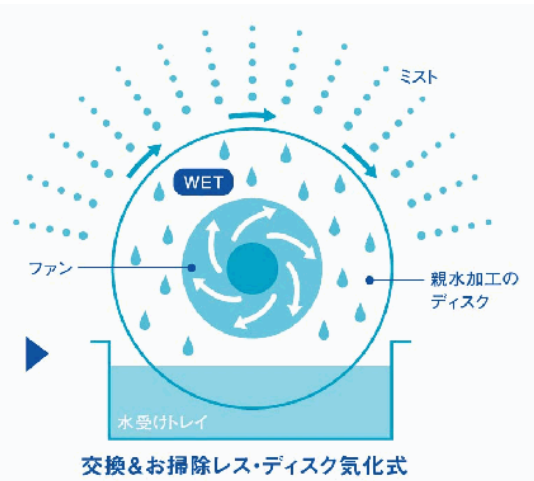 ミスト
WET
ファン
親水加工の
ディスク
水受けトレイ
交換&お掃除レス・ディスク気化式